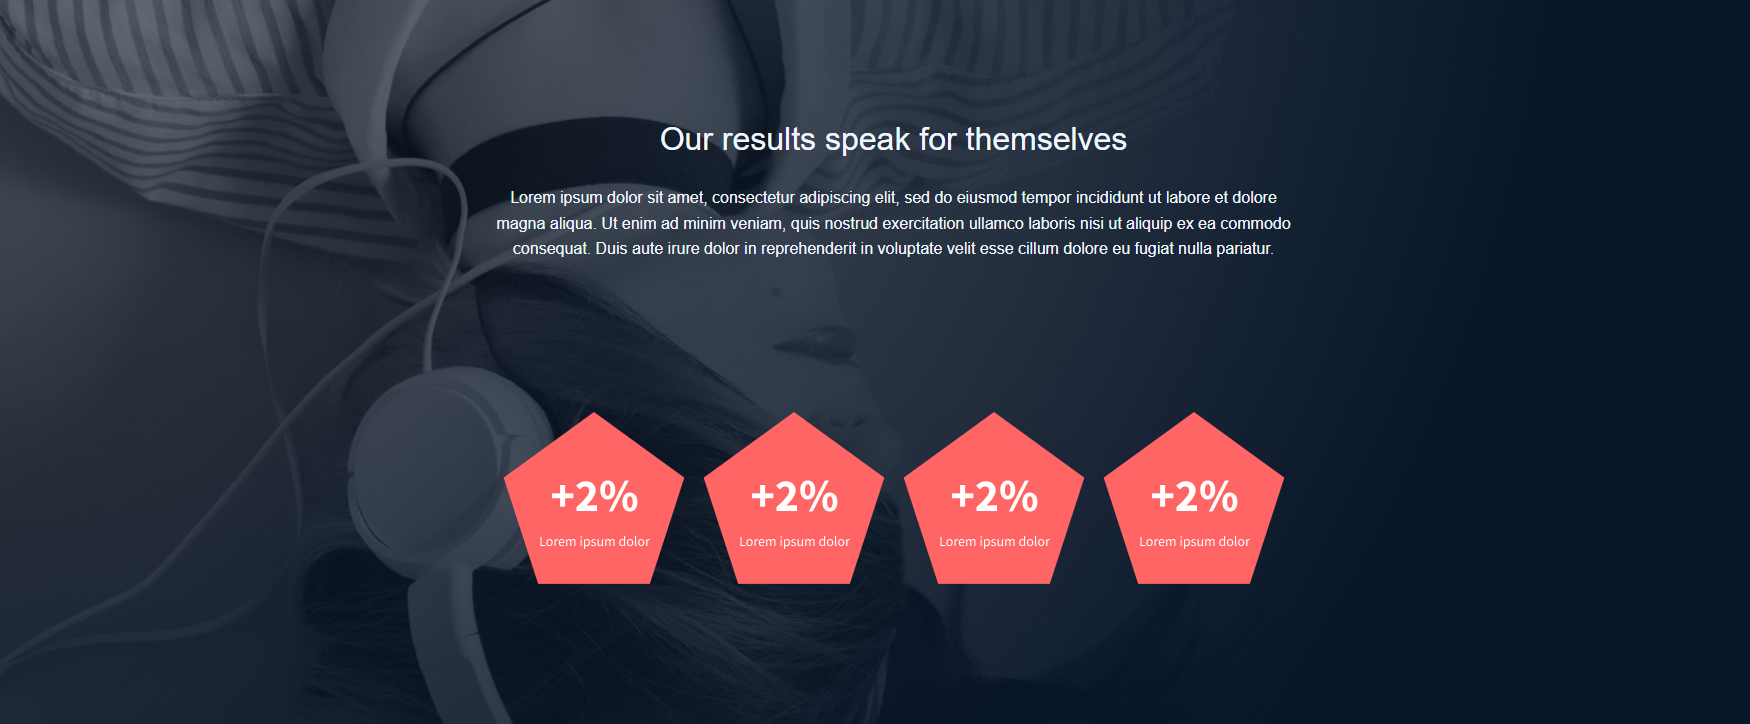 Our results speak for themselves
Lorem ipsum dolor sit amet, consectetur adipiscing elit, sed do eiusmod tempor incididunt ut labore et dolore
magna aliqua. Ut enim ad minim veniam, quis nostrud exercitation ullamco laboris nisi ut aliquip ex ea commodo
consequat. Duis aute irure dolor in reprehenderit in voluptate velit esse cillum dolore eu fugiat nulla pariatur.
+2% +2% +2% +2%
Lorem ipsum dolor Lorem ipsum dolor Lorem ipsum dolor Lorem ipsum dolor